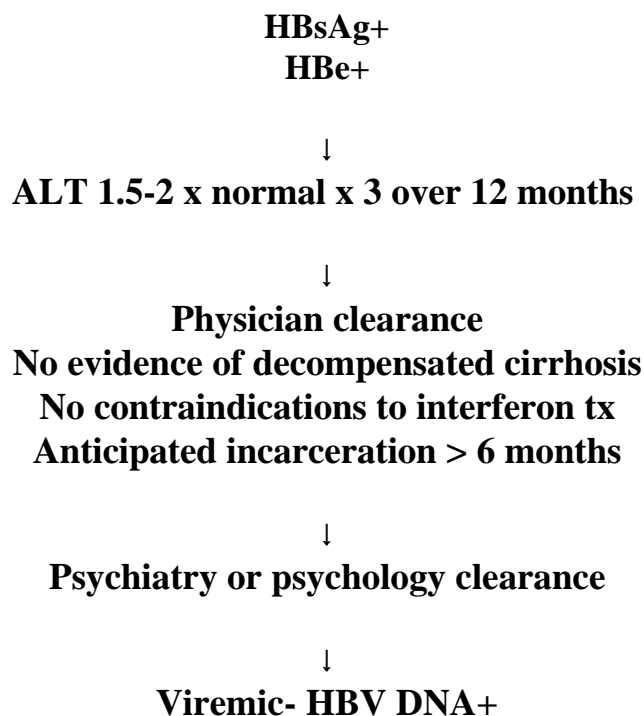 HBsAg+
HBe+
↓
ALT 1.5-2 x normal x 3 over 12 months
↓
Physician clearance
No evidence of decompensated cirrhosis
No contraindications to interferon tx
Anticipated incarceration > 6 months
↓
Psychiatry or psychology clearance
↓
Viremic- HBV DNA+